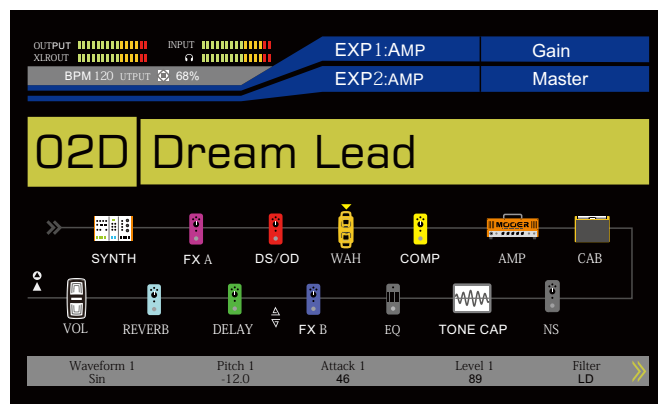 OUTPUT INPUT
XLROUT
BPM 120 UTPUT 68%
EXP1:AMP Gain
EXP2:AMP Master
02D Dream Lead
MOOER
SYNTH FX A DS/OD WAH COMP AMP CAB
VOL REVERB DELAY FX B EQ TONE CAP NS
Waveform 1 Pitch 1 Attack 1 Level 1 Filter
Sin -12.0 46 89 LD